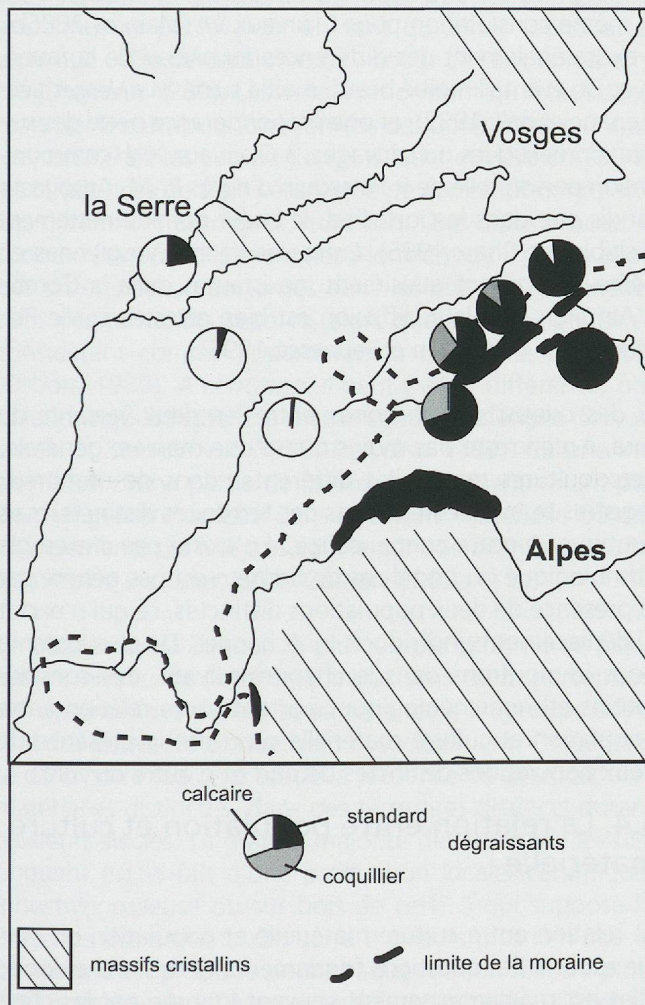 Vosges
la Serre
Alpes
calcaire
standard
dégraissants
coquillier
massifs cristallins
limite de la moraine